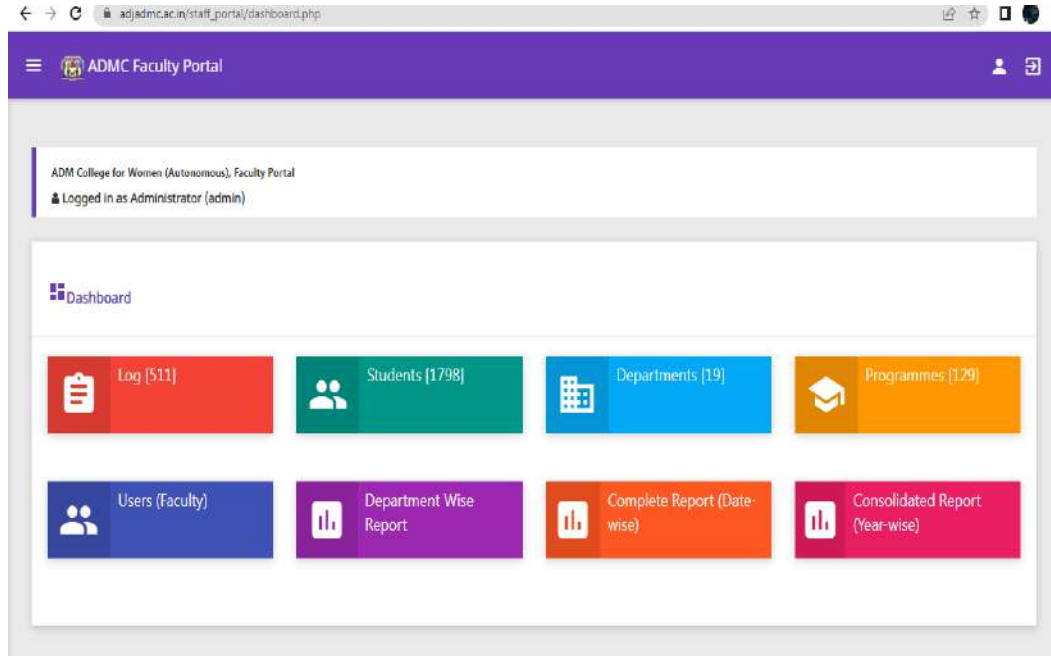 adjadmc.ac.in/staff_portal/dashboard.php
ADMC Faculty Portal
ADM College for Women (Autonomous), Faculty Portal
Logged in as Administrator (admin)
Dashboard
Log [511]
Students [1798]
Departments [19]
Programmes [129]
Users (Faculty)
Department Wise
Report
Complete Report (Date-
wise)
Consolidated Report
(Year-wise)